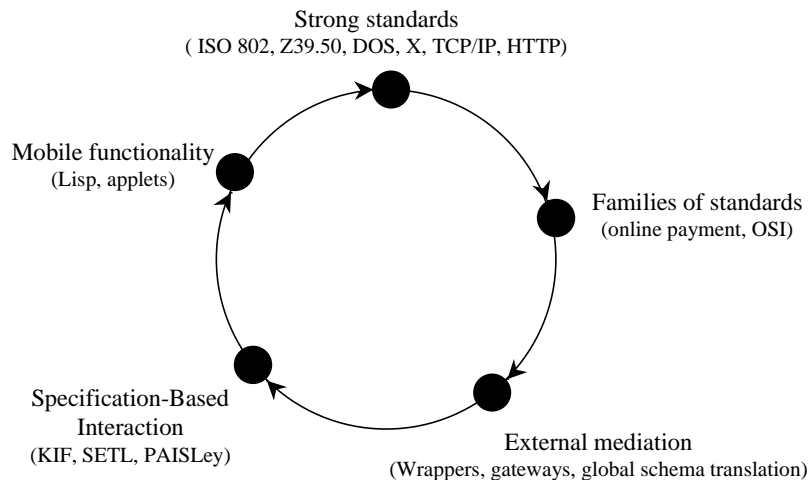 Strong standards
( ISO 802, Z39.50, DOS, X, TCP/IP, HTTP)
Mobile functionality
(Lisp, applets)
Families of standards
(online payment, OSI)
Specification-Based
Interaction
(KIF, SETL, PAISLey)
External mediation
(Wrappers, gateways, global schema translation)